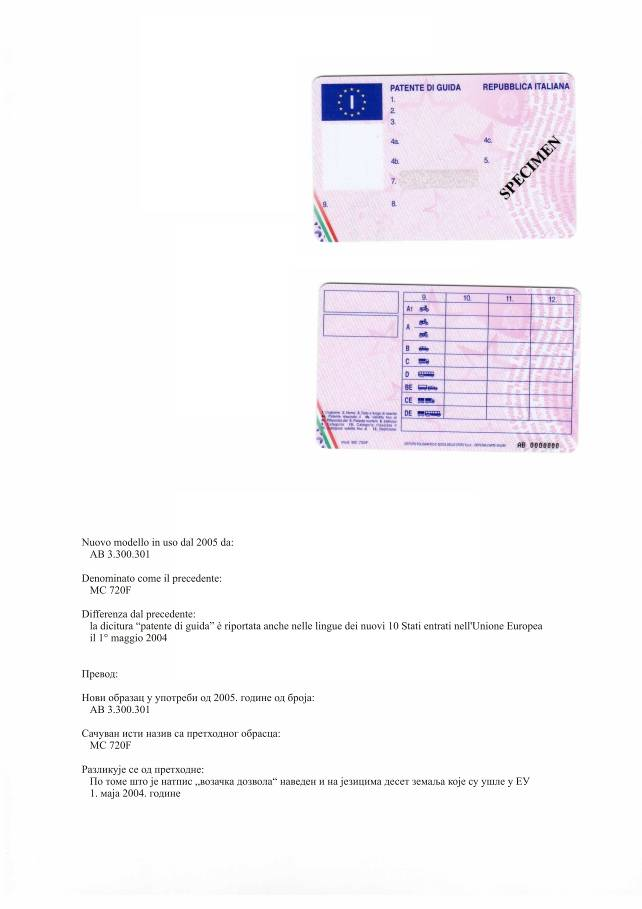 I
PATENTE DI GUIDA REPUBBLICA ITALIANA
1.
2.
3.
4a. 4c.
4b. 5.
7.
9. 8.
SPECIMEN
9. 10. 11. 12.
A1
A
B
C
D
BE
CE
DE
MC 720F
AB 0000000
Nuovo modello in uso dal 2005 da:
AB 3.300.301
Denominato come il precedente:
MC 720F
Differenza dal precedente:
la dicitura “patente di guida” è riportata anche nelle lingue dei nuovi 10 Stati entrati nell'Unione Europea
il 1° maggio 2004
Превод:
Нови образац у употреби од 2005. године од броја:
AB 3.300.301
Сачуван исти назив са претходног обрасца:
MC 720F
Разликује се од претходне:
По томе што је натпис „возачка дозвола“ наведен и на језицима десет земаља које су ушле у ЕУ
1. маја 2004. године